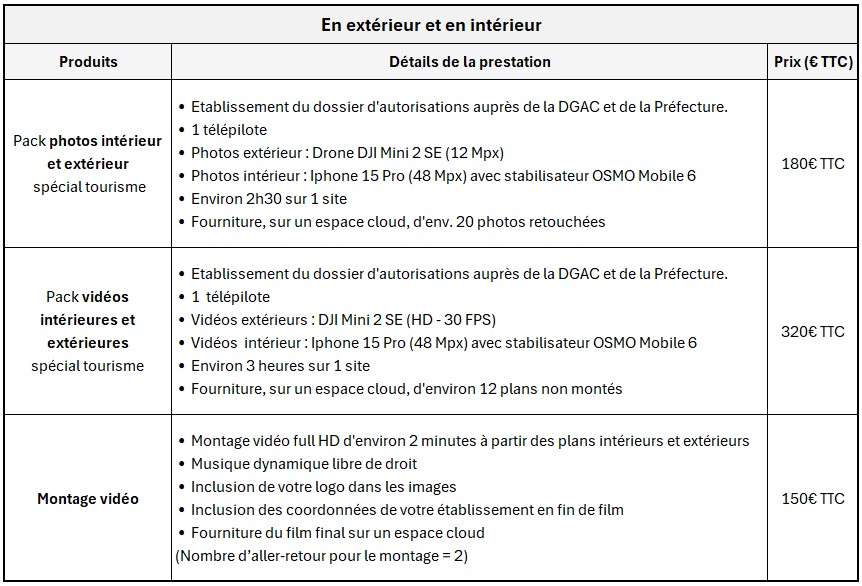 En extérieur et en intérieur
Produits
Détails de la prestation
Prix (€ TTC)
Pack photos intérieur
et extérieur
spécial tourisme
• Etablissement du dossier d'autorisations auprès de la DGAC et de la Préfecture.
• 1 télépilote
• Photos extérieur : Drone DJI Mini 2 SE (12 Mpx)
• Photos intérieur : Iphone 15 Pro (48 Mpx) avec stabilisateur OSMO Mobile 6
• Environ 2h30 sur 1 site
• Fourniture, sur un espace cloud, d'env. 20 photos retouchées
180€ TTC
Pack vidéos
intérieures et
extérieures
spécial tourisme
• Etablissement du dossier d'autorisations auprès de la DGAC et de la Préfecture.
• 1 télépilote
• Vidéos extérieurs : DJI Mini 2 SE (HD - 30 FPS)
• Vidéos intérieur : Iphone 15 Pro (48 Mpx) avec stabilisateur OSMO Mobile 6
• Environ 3 heures sur 1 site
• Fourniture, sur un espace cloud, d'environ 12 plans non montés
320€ TTC
Montage vidéo
• Montage vidéo full HD d'environ 2 minutes à partir des plans intérieurs et extérieurs
• Musique dynamique libre de droit
• Inclusion de votre logo dans les images
• Inclusion des coordonnées de votre établissement en fin de film
• Fourniture du film final sur un espace cloud
(Nombre d’aller-retour pour le montage = 2)
150€ TTC